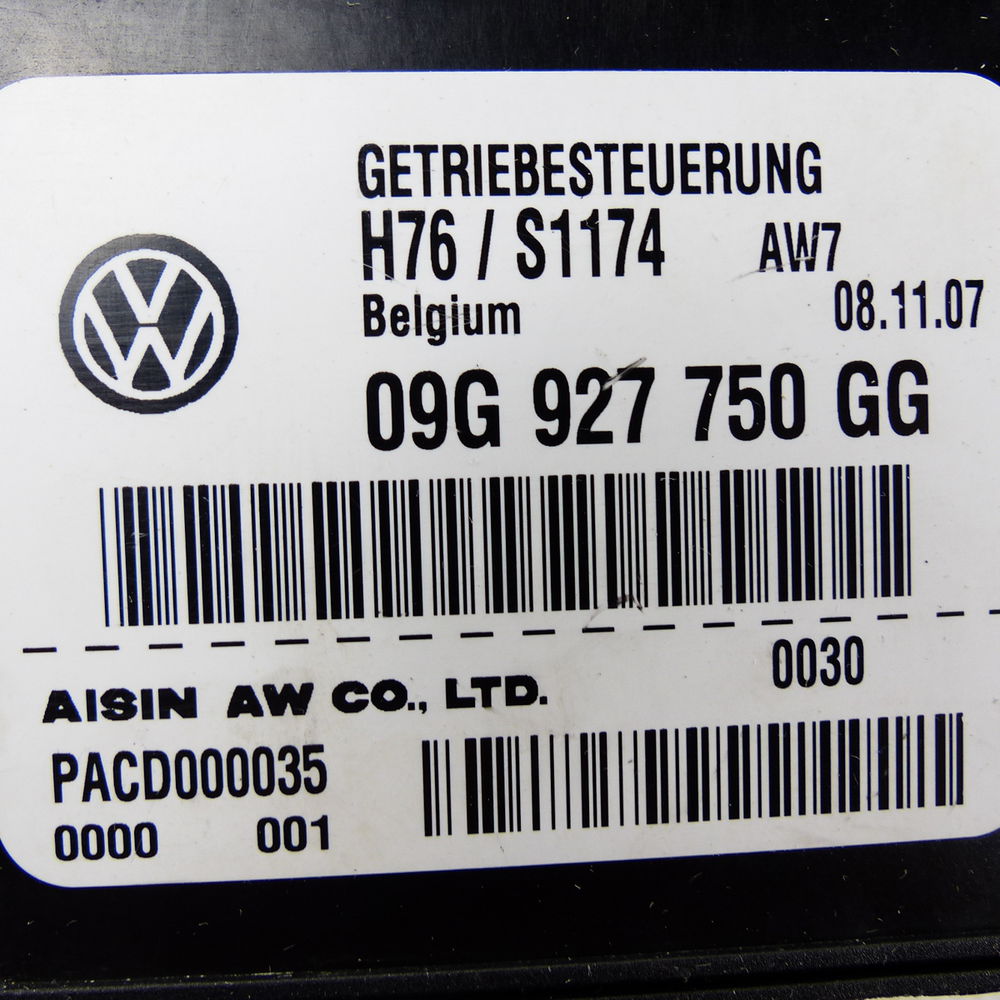 GETRIEBESTEUERUNG
H76 / S1174 AW7
Belgium 08.11.07
09G 927 750 GG
0030
AISIN AW CO., LTD.
PACD000035
0000 001